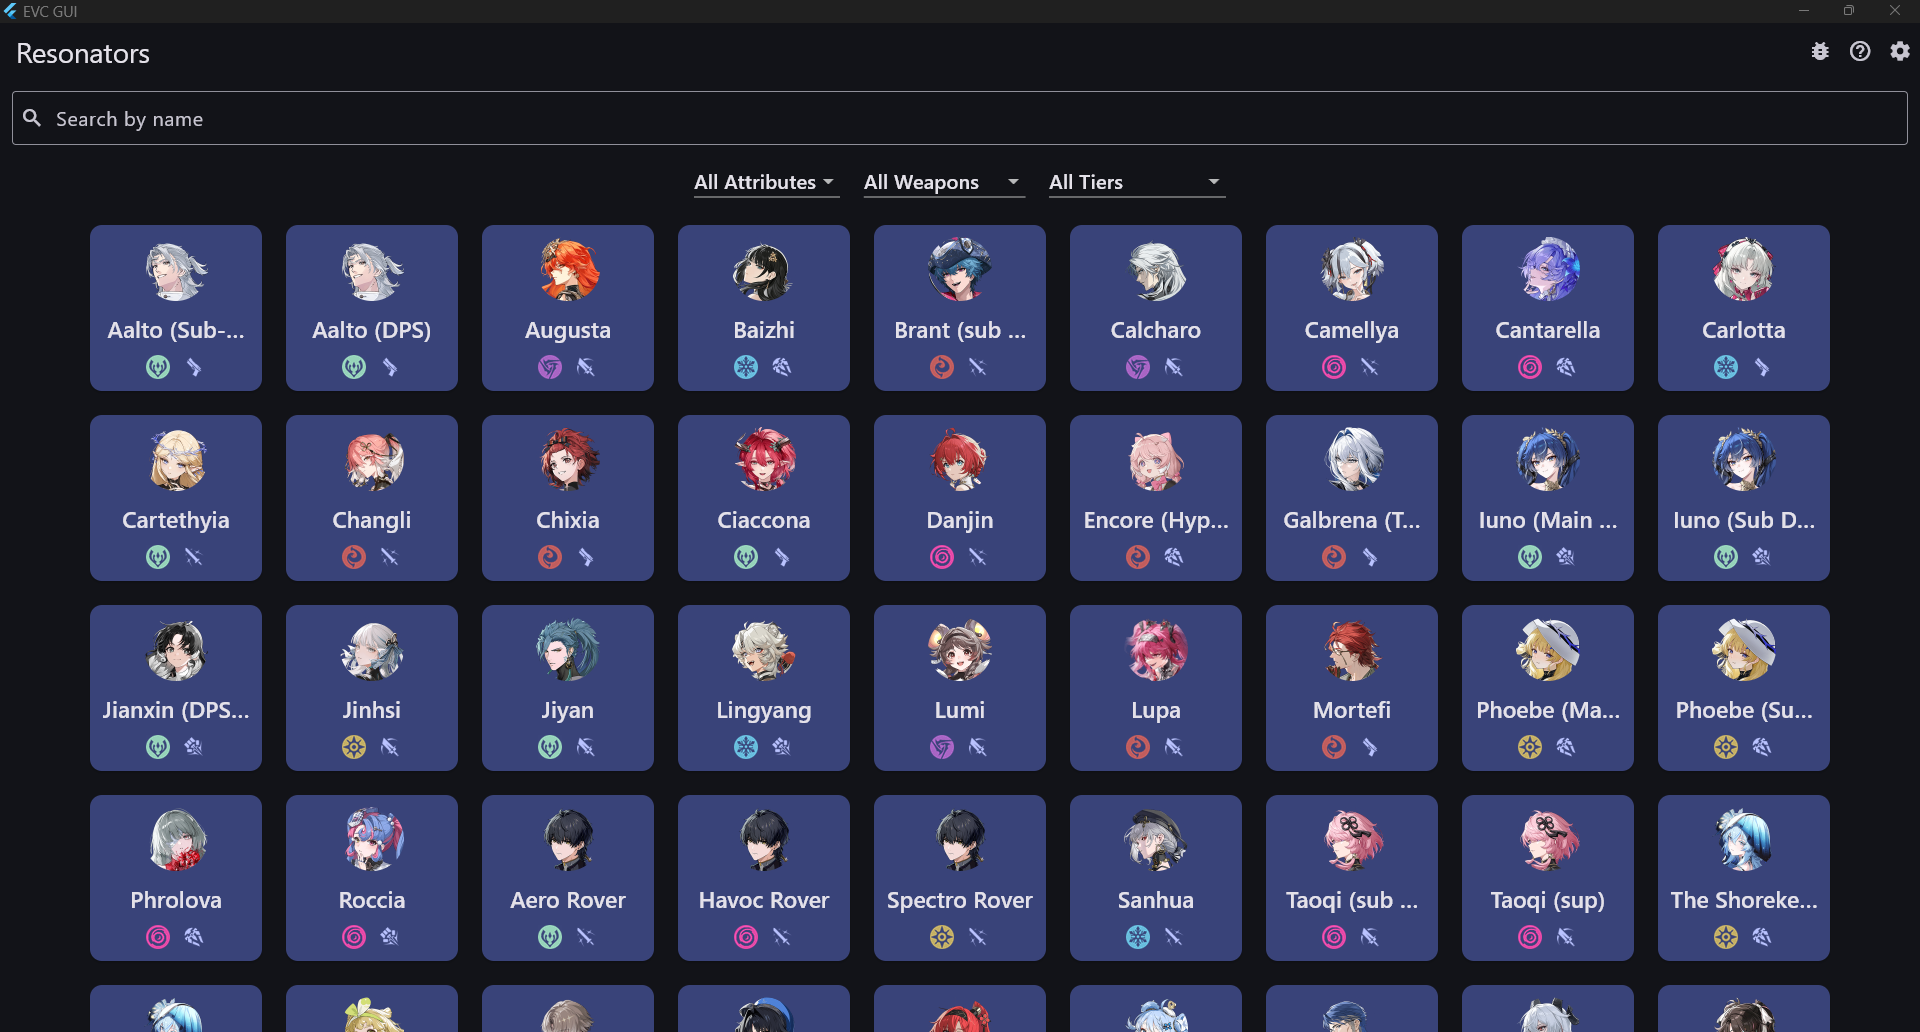 EVC GUI
Resonators
Search by name
All Attributes All Weapons All Tiers
Aalto (Sub-... Aalto (DPS) Augusta Baizhi Brant (sub ... Calcharo Camellya Cantarella Carlotta
Cartethyia Changli Chixia Ciaccona Danjin Encore (Hyp... Galbrena (T... Iuno (Main ... Iuno (Sub D...
Jianxin (DPS... Jinhsi Jiyan Lingyang Lumi Lupa Mortefi Phoebe (Ma... Phoebe (Su...
Phrolova Roccia Aero Rover Havoc Rover Spectro Rover Sanhua Taoqi (sub ... Taoqi (sup) The Shoreke...